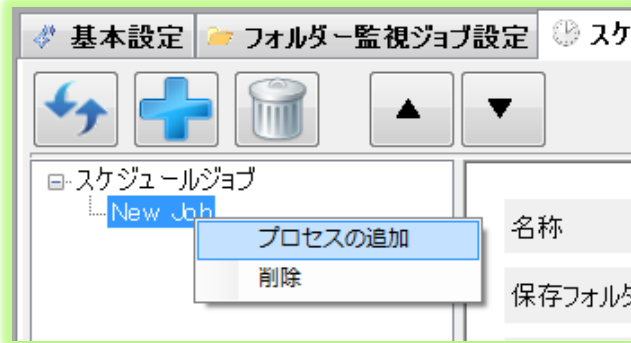 基本設定 フォルダー監視ジョブ設定 スケ
スケジュールジョブ
New Job
プロセスの追加
削除
名称
保存フォルダ